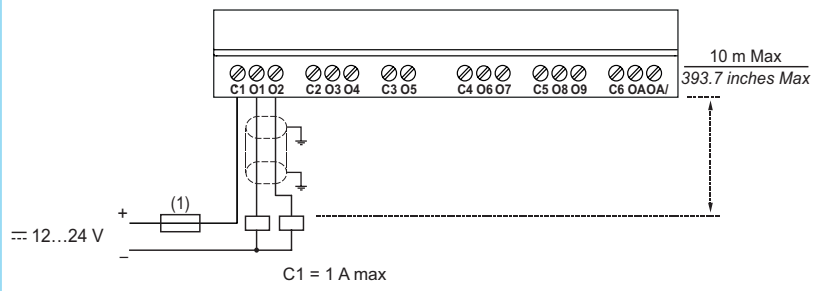 10 m Max
393.7 inches Max
C1 O1 O2 C2 O3 O4 C3 O5 C4 O6 O7 C5 O8 O9 C6 OA OA/
(1)
+
⎓ 12…24 V
–
C1 = 1 A max